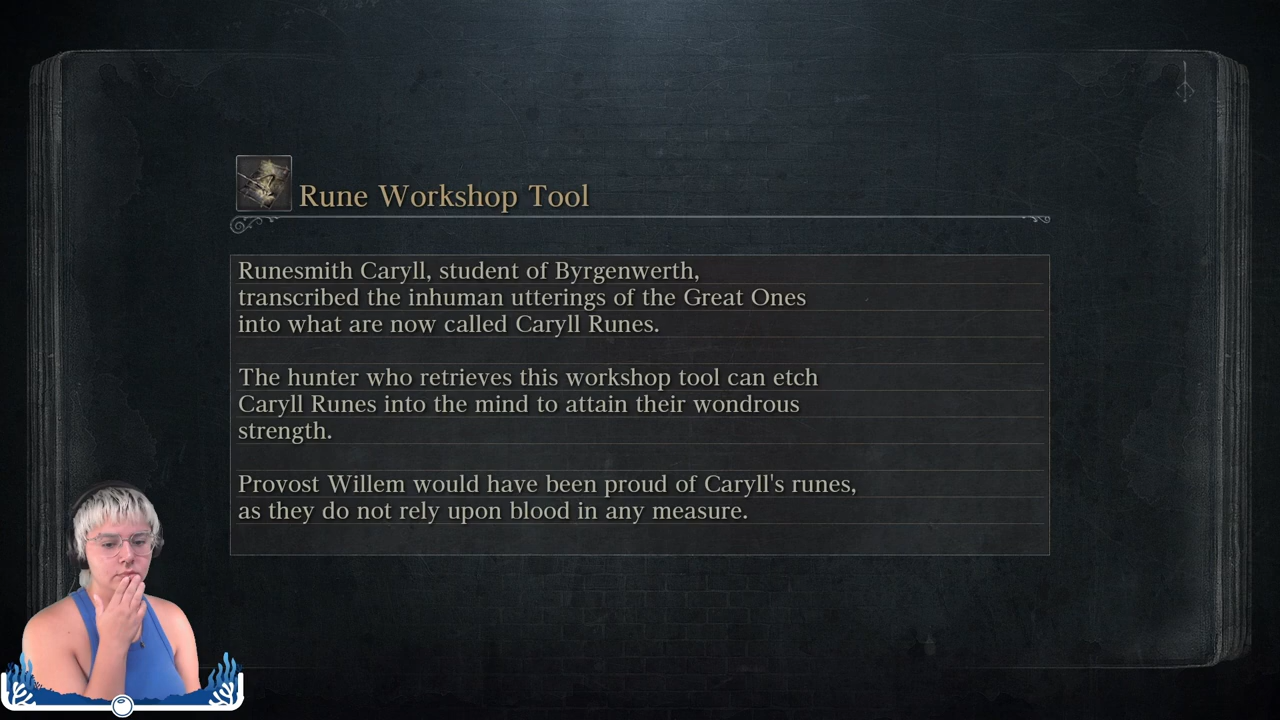 Rune Workshop Tool
Runesmith Caryll, student of Byrgenwerth,
transcribed the inhuman utterings of the Great Ones
into what are now called Caryll Runes.
The hunter who retrieves this workshop tool can etch
Caryll Runes into the mind to attain their wondrous
strength.
Provost Willem would have been proud of Caryll's runes,
as they do not rely upon blood in any measure.